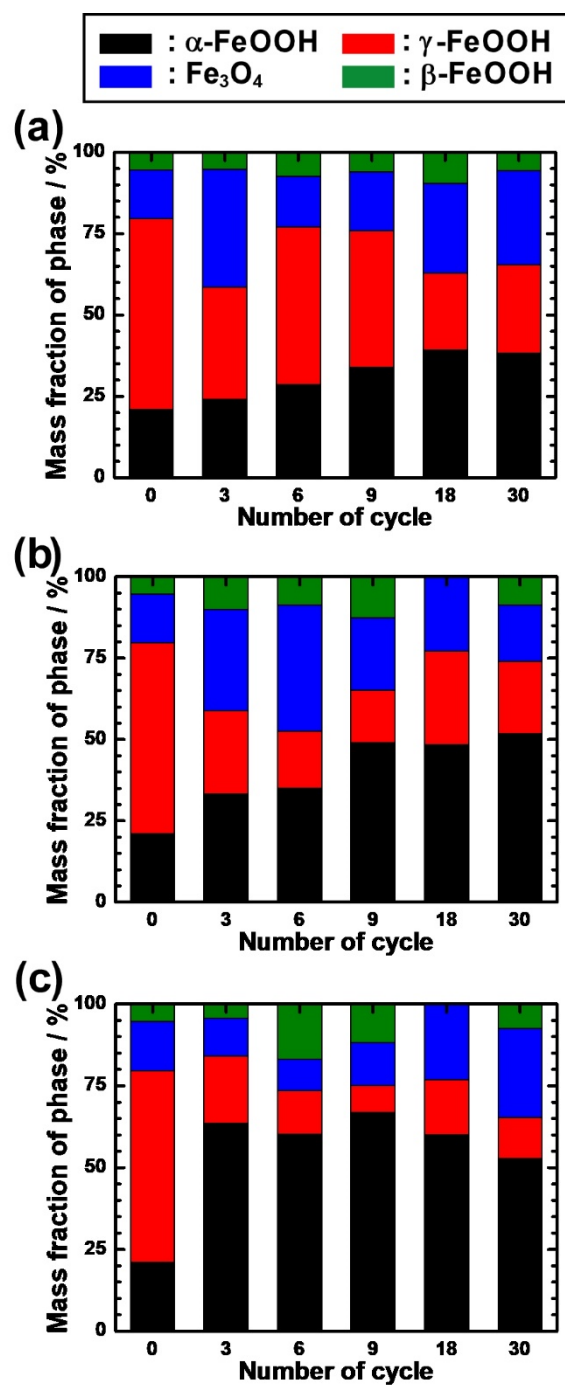 : α-FeOOH : γ-FeOOH
: Fe₃O₄ : β-FeOOH
(a)
Mass fraction of phase / %
100
75
50
25
0
0 3 6 9 18 30
Number of cycle
(b)
Mass fraction of phase / %
100
75
50
25
0
0 3 6 9 18 30
Number of cycle
(c)
Mass fraction of phase / %
100
75
50
25
0
0 3 6 9 18 30
Number of cycle